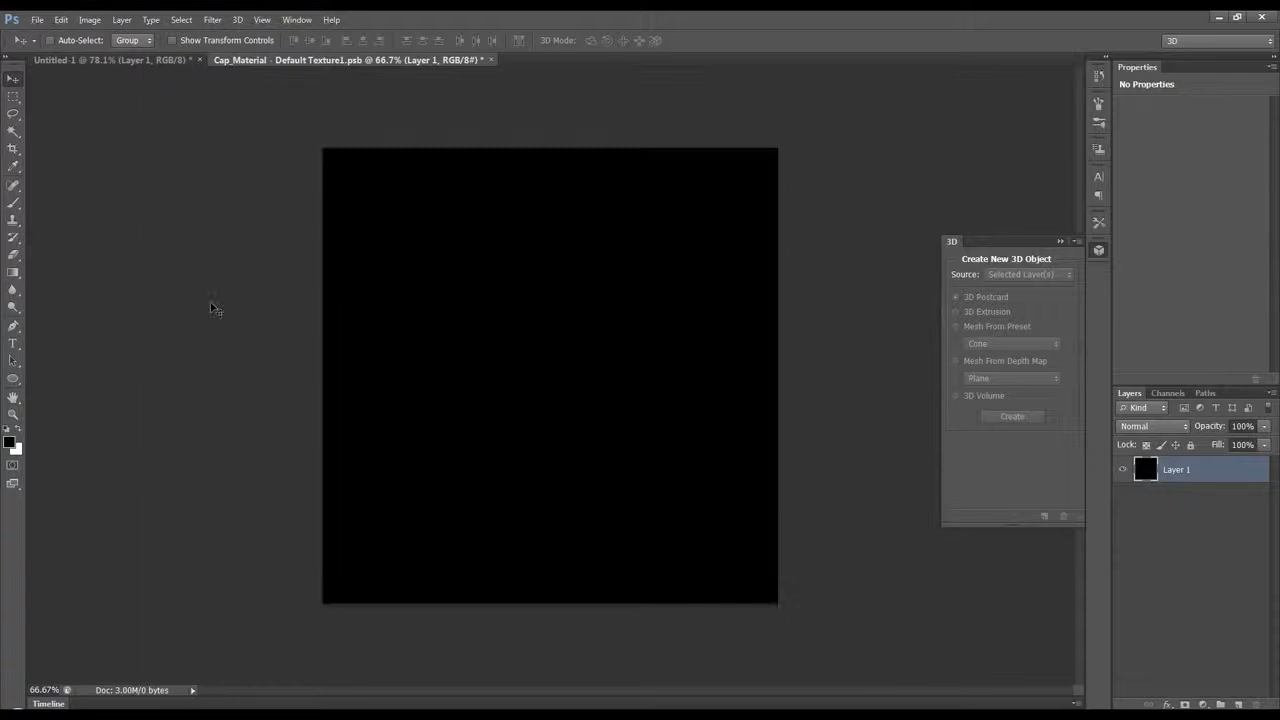 Ps File Edit Image Layer Type Select Filter 3D View Window Help
Auto-Select: Group Show Transform Controls 3D Mode: 3D
Untitled-1 @ 78.1% (Layer 1, RGB/8) * × Cap_Material - Default Texture1.psb @ 66.7% (Layer 1, RGB/8#) * ×
Properties
No Properties
3D
Create New 3D Object
Source: Selected Layer(s)
3D Postcard
3D Extrusion
Mesh From Preset
Cone
Mesh From Depth Map
Plane
3D Volume
Create
Layers Channels Paths
Kind
Normal Opacity: 100%
Lock: Fill: 100%
Layer 1
66.67% Doc: 3.00M/0 bytes
Timeline